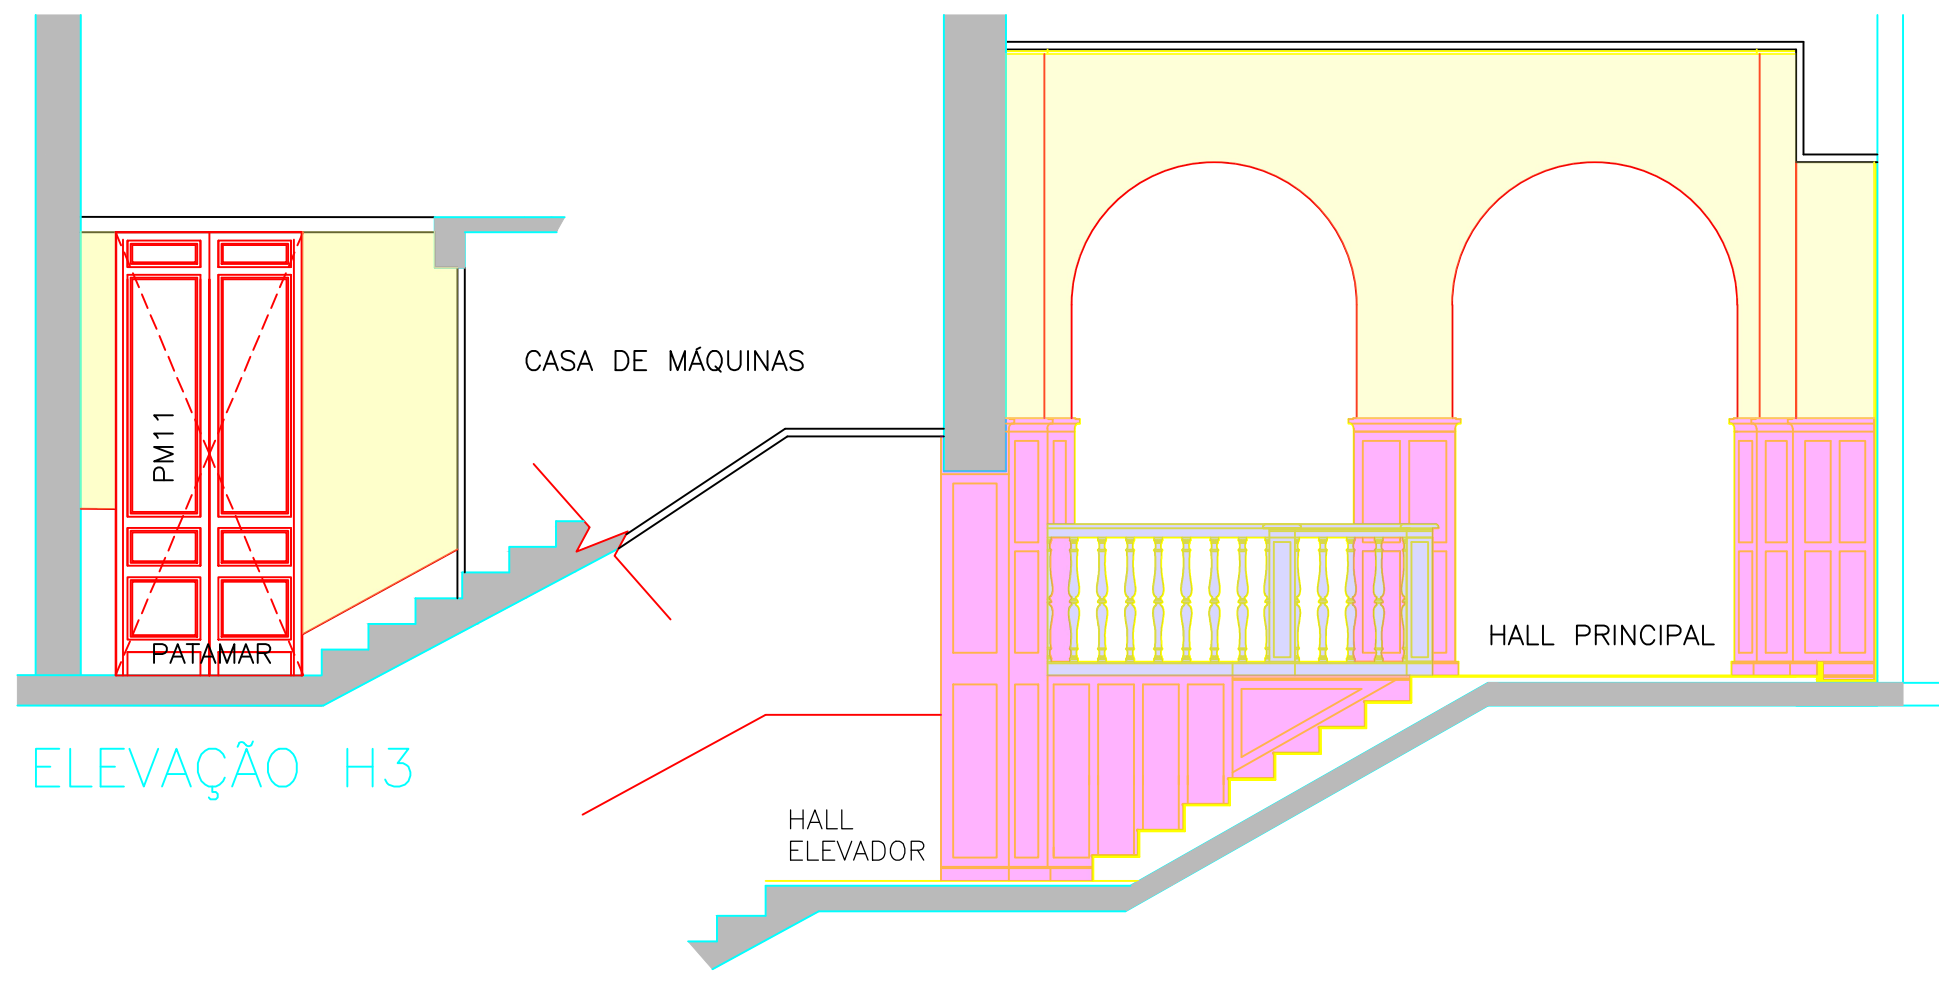 CASA DE MÁQUINAS
PM11
PATAMAR
HALL PRINCIPAL
ELEVAÇÃO H3
HALL
ELEVADOR